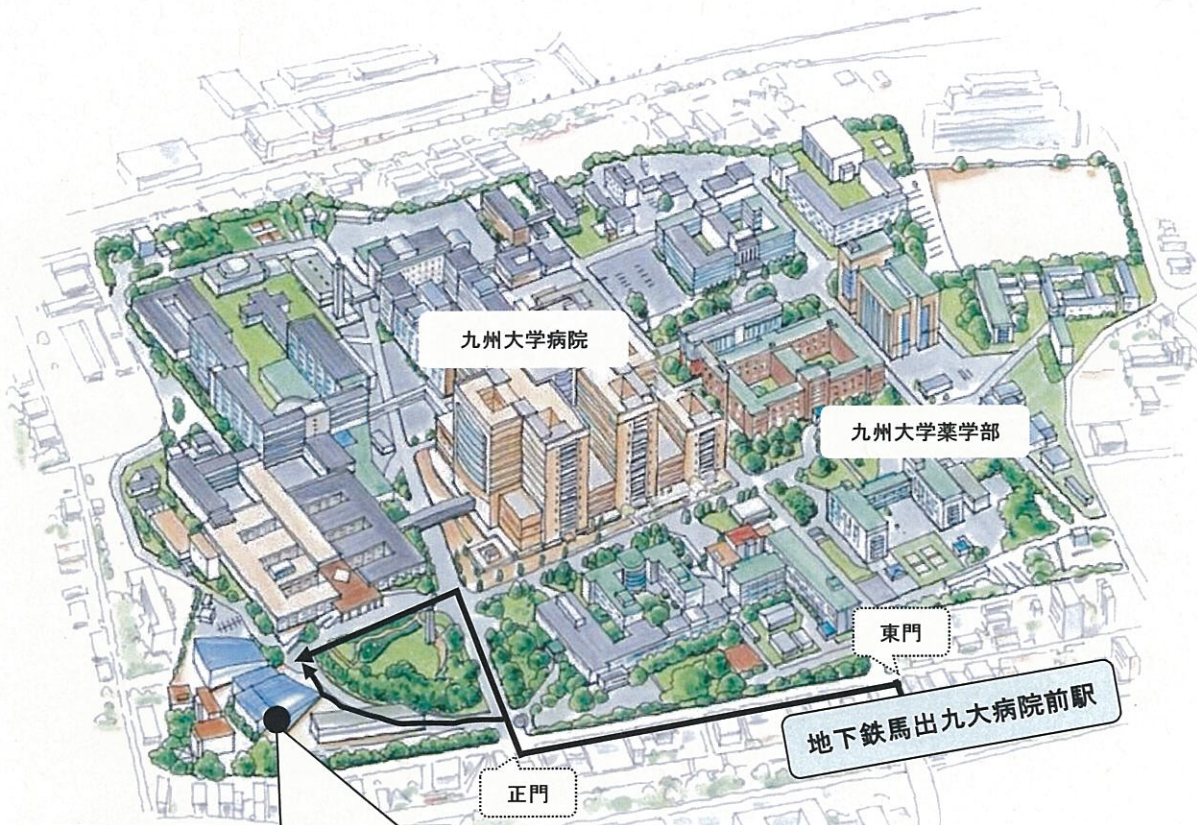 九州大学病院
九州大学薬学部
東門
地下鉄馬出九大病院前駅
正門